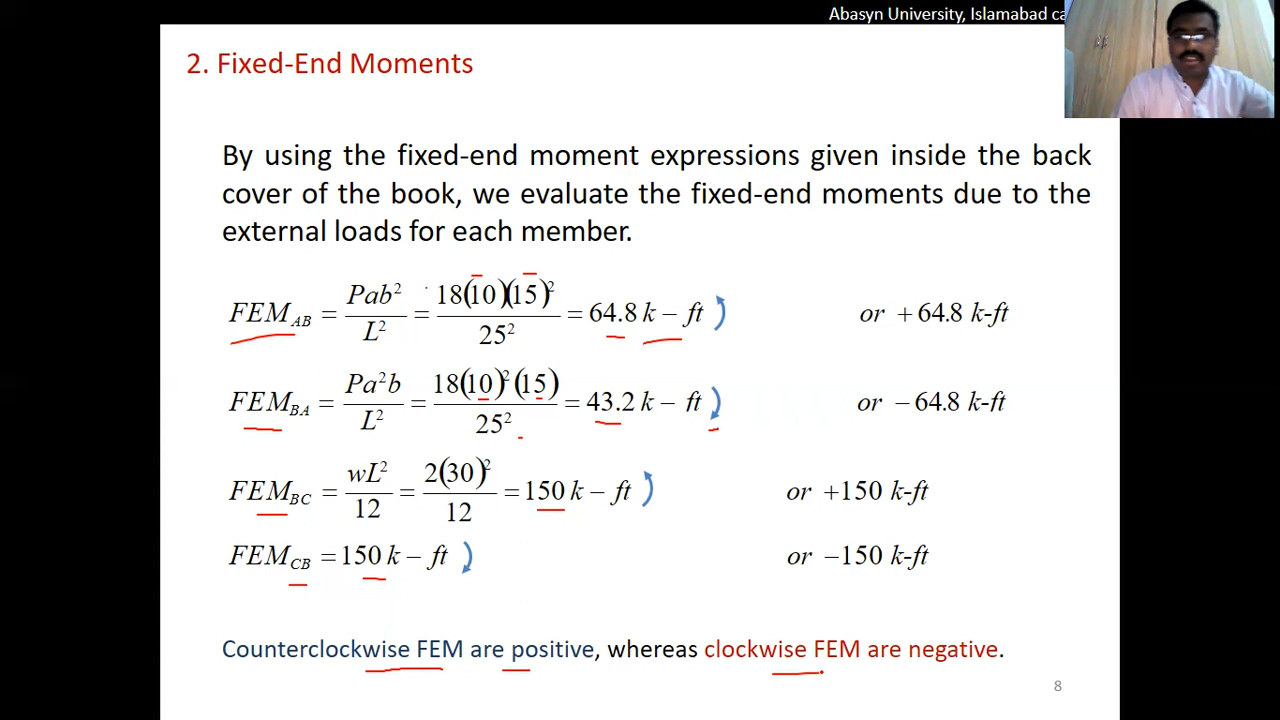 Abasyn University, Islamabad ca
2. Fixed-End Moments
By using the fixed-end moment expressions given inside the back
cover of the book, we evaluate the fixed-end moments due to the
external loads for each member.
FEM_AB = Pab²/L² = 18(10)(15)²/25² = 64.8 k − ft or + 64.8 k-ft
FEM_BA = Pa²b/L² = 18(10)²(15)/25² = 43.2 k − ft or − 64.8 k-ft
FEM_BC = wL²/12 = 2(30)²/12 = 150 k − ft or +150 k-ft
FEM_CB = 150 k − ft or −150 k-ft
Counterclockwise FEM are positive, whereas clockwise FEM are negative.
8